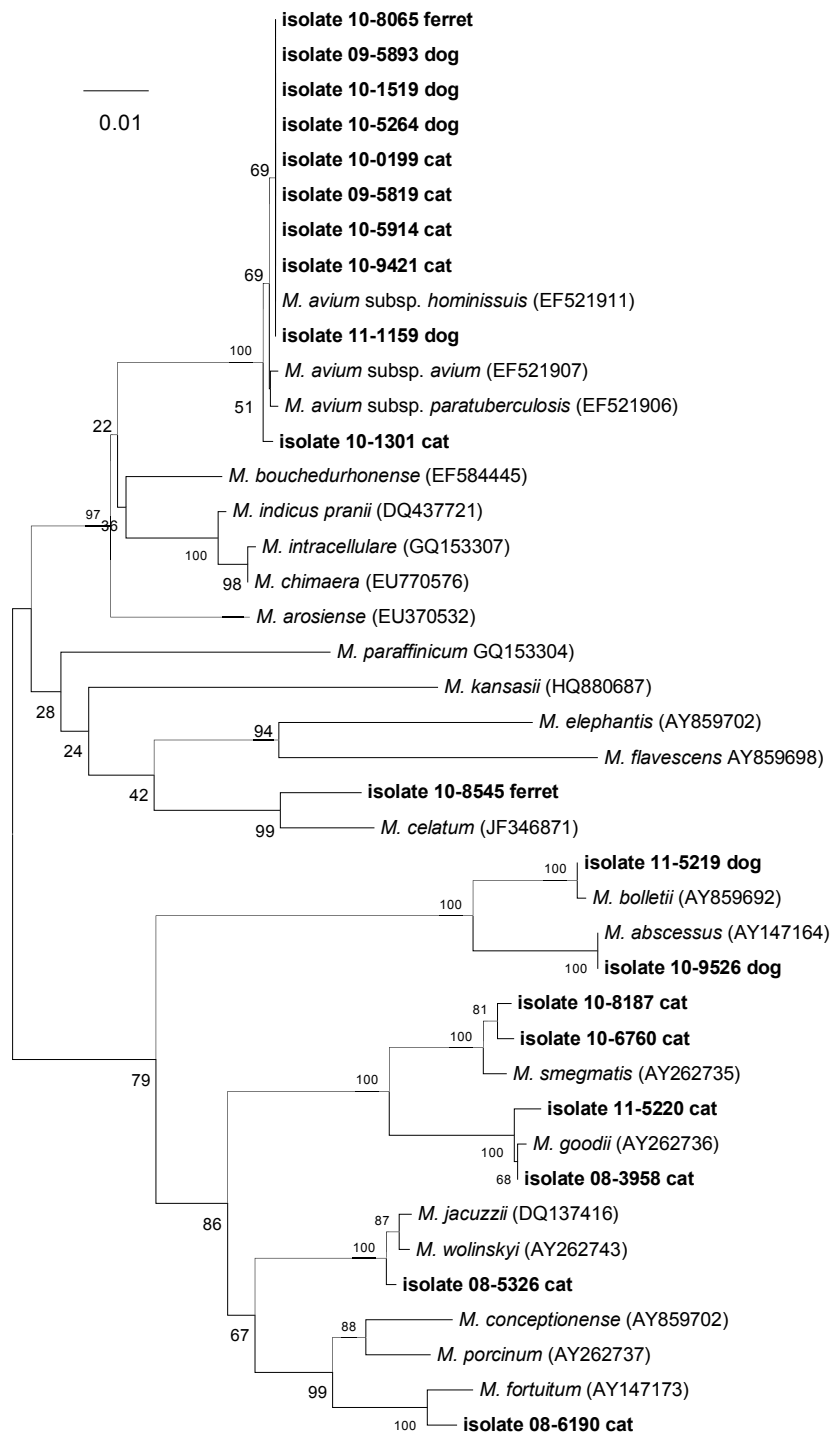 isolate 10-8065 ferret
isolate 09-5893 dog
isolate 10-1519 dog
0.01
isolate 10-5264 dog
isolate 10-0199 cat
69
isolate 09-5819 cat
isolate 10-5914 cat
isolate 10-9421 cat
69
M. avium subsp. hominissuis (EF521911)
isolate 11-1159 dog
100
M. avium subsp. avium (EF521907)
51
M. avium subsp. paratuberculosis (EF521906)
22
isolate 10-1301 cat
M. bouchedurhonense (EF584445)
M. indicus pranii (DQ437721)
97
36
M. intracellulare (GQ153307)
100
98
M. chimaera (EU770576)
M. arosiense (EU370532)
M. paraffinicum GQ153304)
M. kansasii (HQ880687)
28
M. elephantis (AY859702)
94
24
M. flavescens AY859698)
42
isolate 10-8545 ferret
99
M. celatum (JF346871)
100
isolate 11-5219 dog
M. bolletii (AY859692)
100
M. abscessus (AY147164)
100
isolate 10-9526 dog
81
isolate 10-8187 cat
100
isolate 10-6760 cat
M. smegmatis (AY262735)
79
100
isolate 11-5220 cat
M. goodii (AY262736)
100
68
isolate 08-3958 cat
86
M. jacuzzii (DQ137416)
87
M. wolinskyi (AY262743)
100
isolate 08-5326 cat
M. conceptionense (AY859702)
67
88
M. porcinum (AY262737)
99
M. fortuitum (AY147173)
100
isolate 08-6190 cat